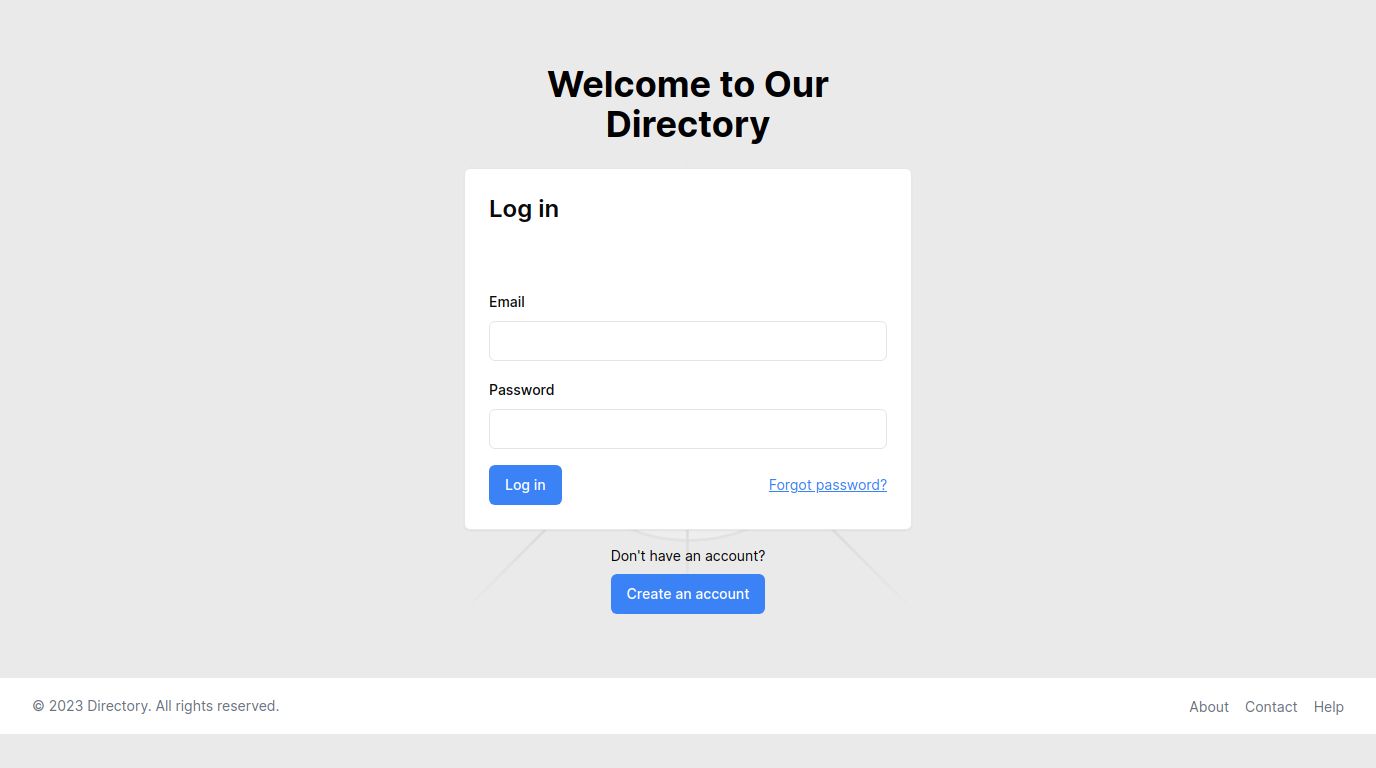 Welcome to Our
Directory
Log in
Email
Password
Log in
Forgot password?
Don't have an account?
Create an account
© 2023 Directory. All rights reserved.
About
Contact
Help